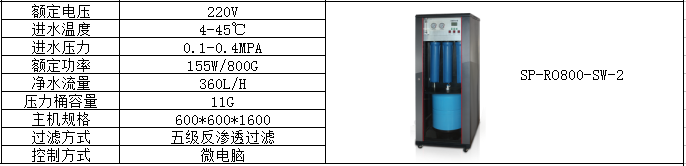 额定电压 220V
进水温度 4-45℃
进水压力 0.1-0.4MPA
额定功率 155W/800G
净水流量 360L/H
压力桶容量 11G
主机规格 600*600*1600
过滤方式 五级反渗透过滤
控制方式 微电脑
SP-RO800-SW-2